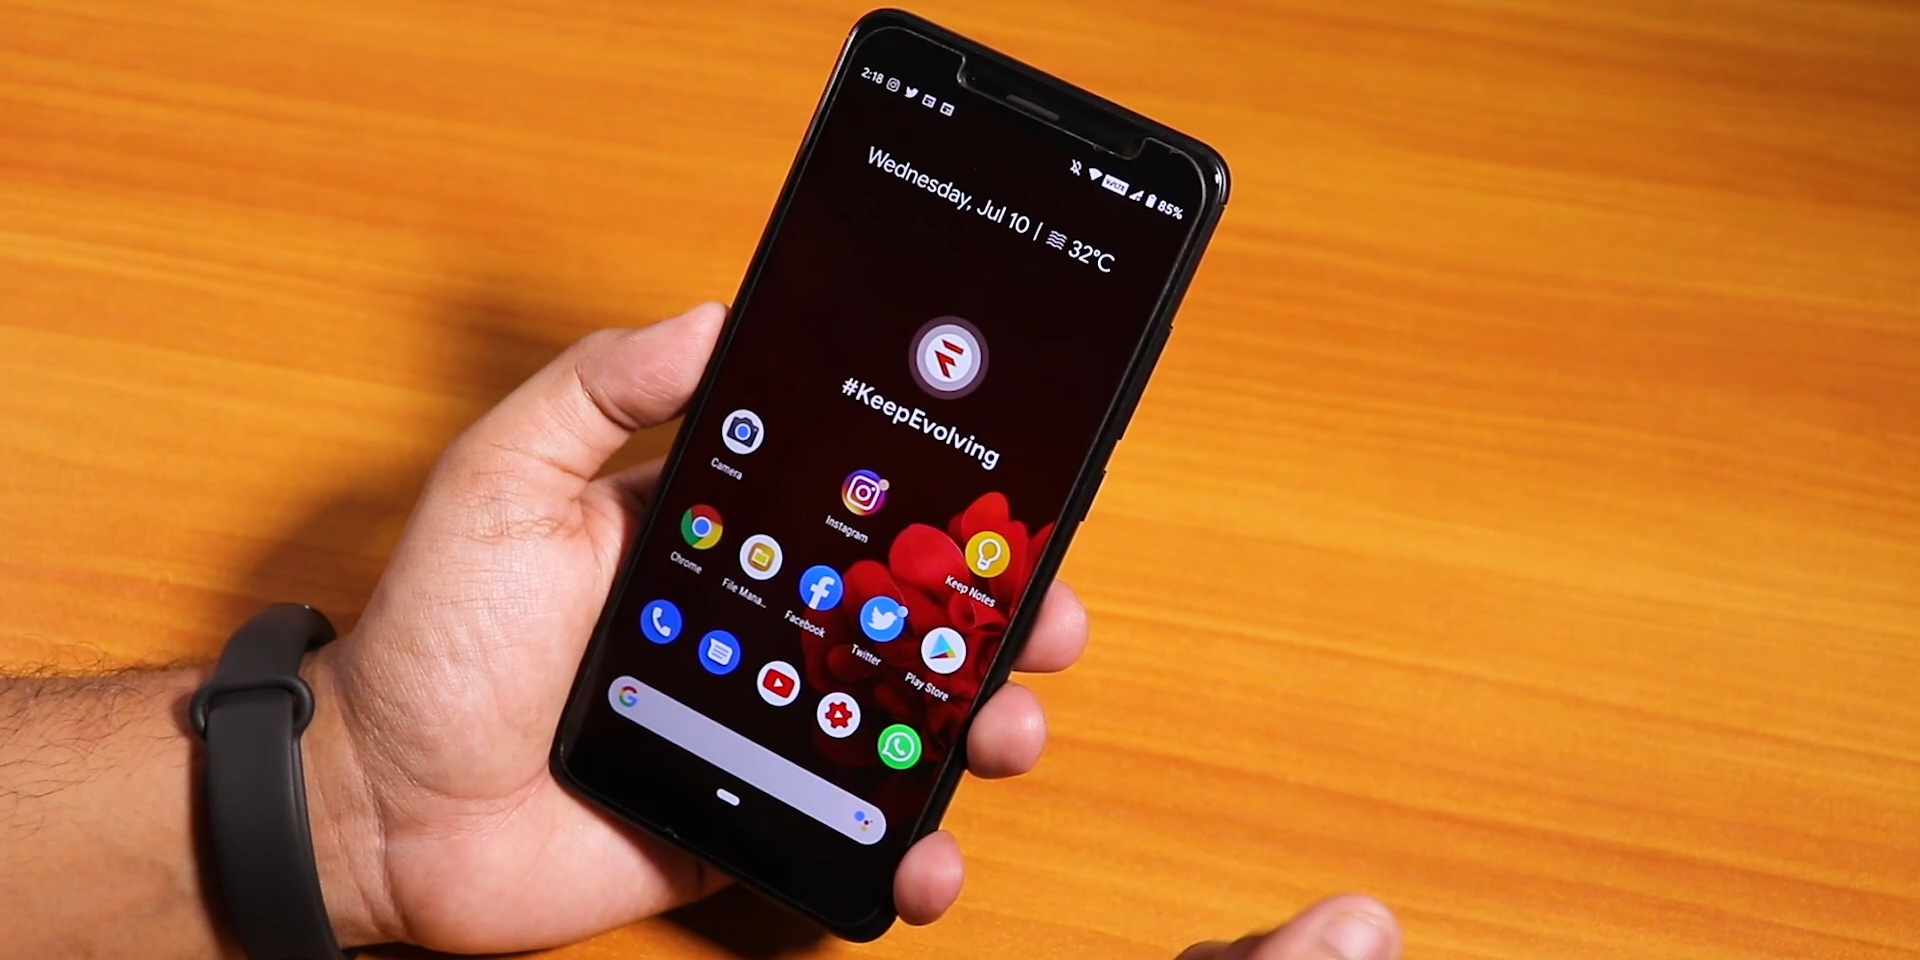 2:18
VoLTE 85%
Wednesday, Jul 10 | 32°C
#KeepEvolving
Camera
Instagram
Keep Notes
Chrome
File Mana...
Facebook
Twitter
Play Store